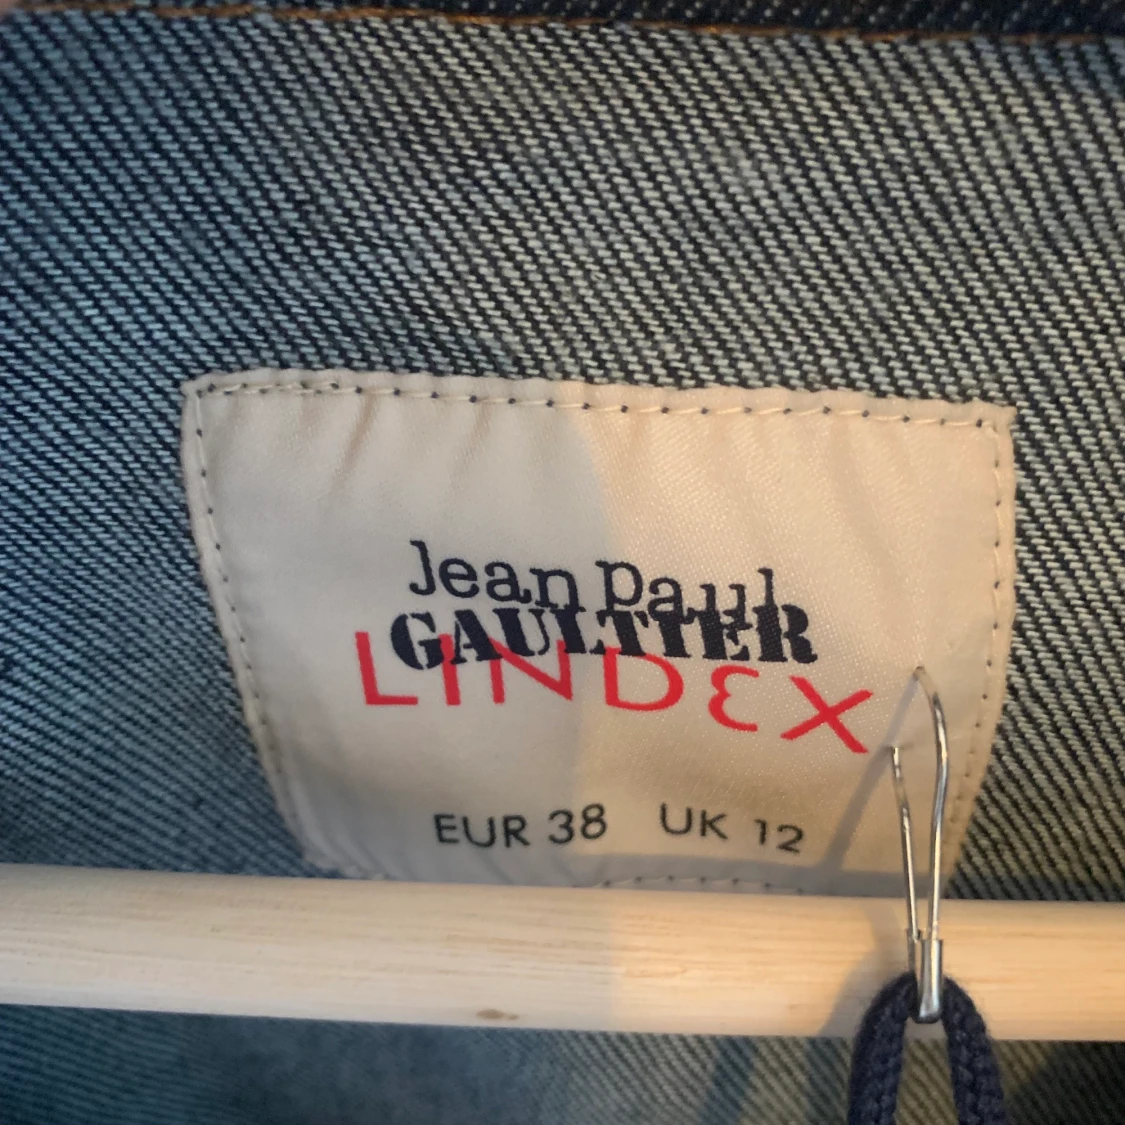 Jean Paul
GAULTIER
LINDEX
EUR 38 UK 12